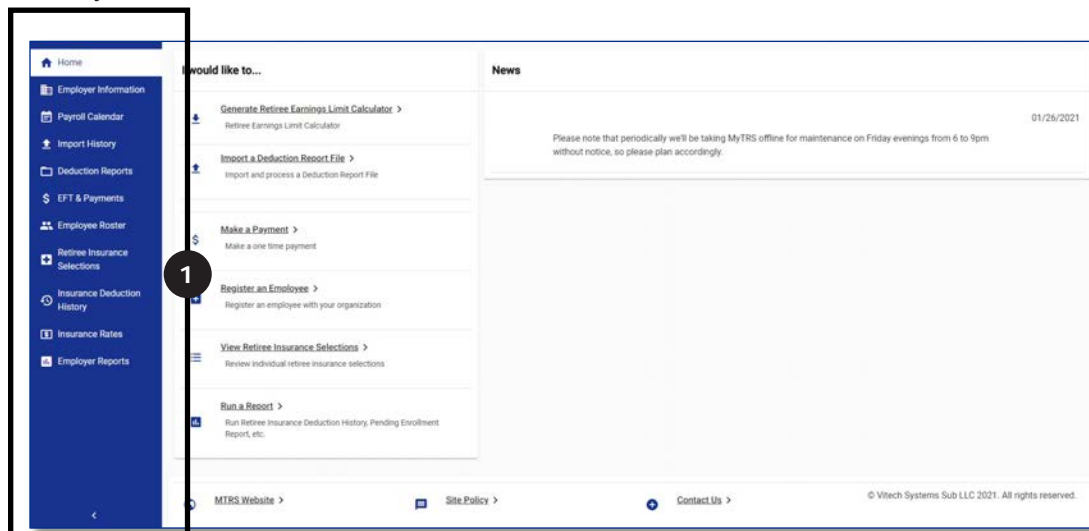 Home
Employer Information
Payroll Calendar
Import History
Deduction Reports
EFT & Payments
Employee Roster
Retiree Insurance
Selections
Insurance Deduction
History
Insurance Rates
Employer Reports
1
I would like to...
Generate Retiree Earnings Limit Calculator >
Retiree Earnings Limit Calculator
Import a Deduction Report File >
Import and process a Deduction Report File
Make a Payment >
Make a one time payment
Register an Employee >
Register an employee with your organization
View Retiree Insurance Selections >
Review individual retiree insurance selections
Run a Report >
Run Retiree Insurance Deduction History, Pending Enrollment
Report, etc.
News
01/26/2021
Please note that periodically we'll be taking MyTRS offline for maintenance on Friday evenings from 6 to 9pm
without notice, so please plan accordingly.
MTRS Website >
Site Policy >
Contact Us >
© Vitech Systems Sub LLC 2021. All rights reserved.